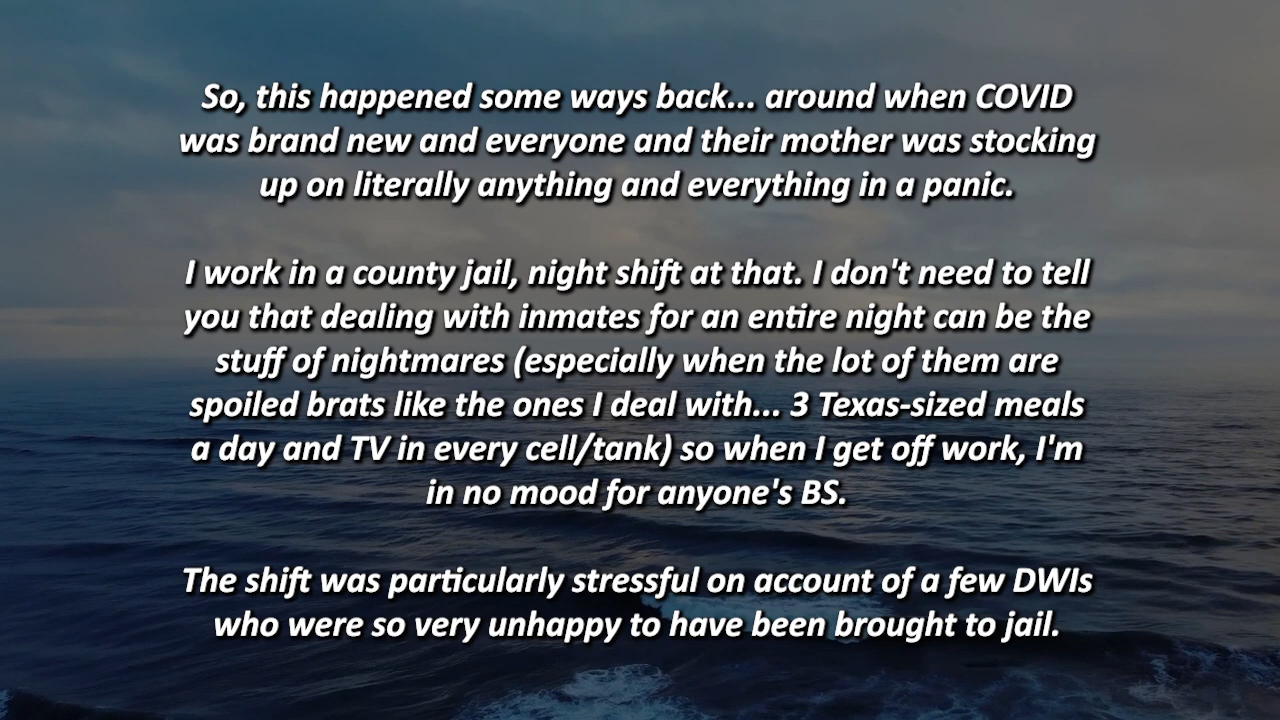 So, this happened some ways back... around when COVID
was brand new and everyone and their mother was stocking
up on literally anything and everything in a panic.
I work in a county jail, night shift at that. I don't need to tell
you that dealing with inmates for an entire night can be the
stuff of nightmares (especially when the lot of them are
spoiled brats like the ones I deal with... 3 Texas-sized meals
a day and TV in every cell/tank) so when I get off work, I'm
in no mood for anyone's BS.
The shift was particularly stressful on account of a few DWIs
who were so very unhappy to have been brought to jail.